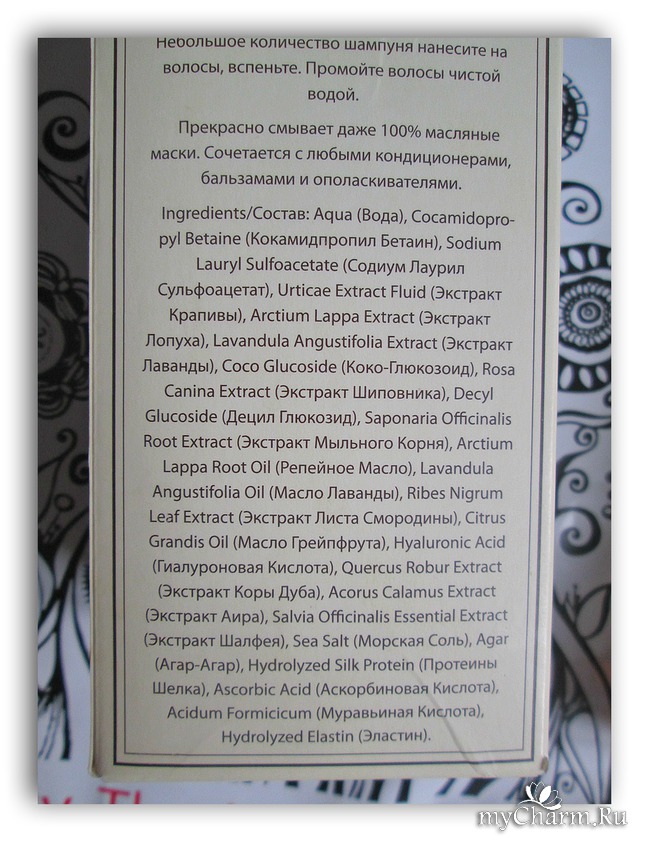 Небольшое количество шампуня нанесите на
волосы, вспеньте. Промойте волосы чистой
водой.
Прекрасно смывает даже 100% масляные
маски. Сочетается с любыми кондиционерами,
бальзамами и ополаскивателями.
Ingredients/Состав: Aqua (Вода), Cocamidopro-
pyl Betaine (Кокамидпропил Бетаин), Sodium
Lauryl Sulfoacetate (Содиум Лаурил
Сульфоацетат), Urticae Extract Fluid (Экстракт
Крапивы), Arctium Lappa Extract (Экстракт
Лопуха), Lavandula Angustifolia Extract (Экстракт
Лаванды), Coco Glucoside (Коко-Глюкозоид), Rosa
Canina Extract (Экстракт Шиповника), Decyl
Glucoside (Децил Глюкозид), Saponaria Officinalis
Root Extract (Экстракт Мыльного Корня), Arctium
Lappa Root Oil (Репейное Масло), Lavandula
Angustifolia Oil (Масло Лаванды), Ribes Nigrum
Leaf Extract (Экстракт Листа Смородины), Citrus
Grandis Oil (Масло Грейпфрута), Hyaluronic Acid
(Гиалуроновая Кислота), Quercus Robur Extract
(Экстракт Коры Дуба), Acorus Calamus Extract
(Экстракт Аира), Salvia Officinalis Essential Extract
(Экстракт Шалфея), Sea Salt (Морская Соль), Agar
(Агар-Агар), Hydrolyzed Silk Protein (Протеины
Шелка), Ascorbic Acid (Аскорбиновая Кислота),
Acidum Formicicum (Муравьиная Кислота),
Hydrolyzed Elastin (Эластин).
myCharm.Ru